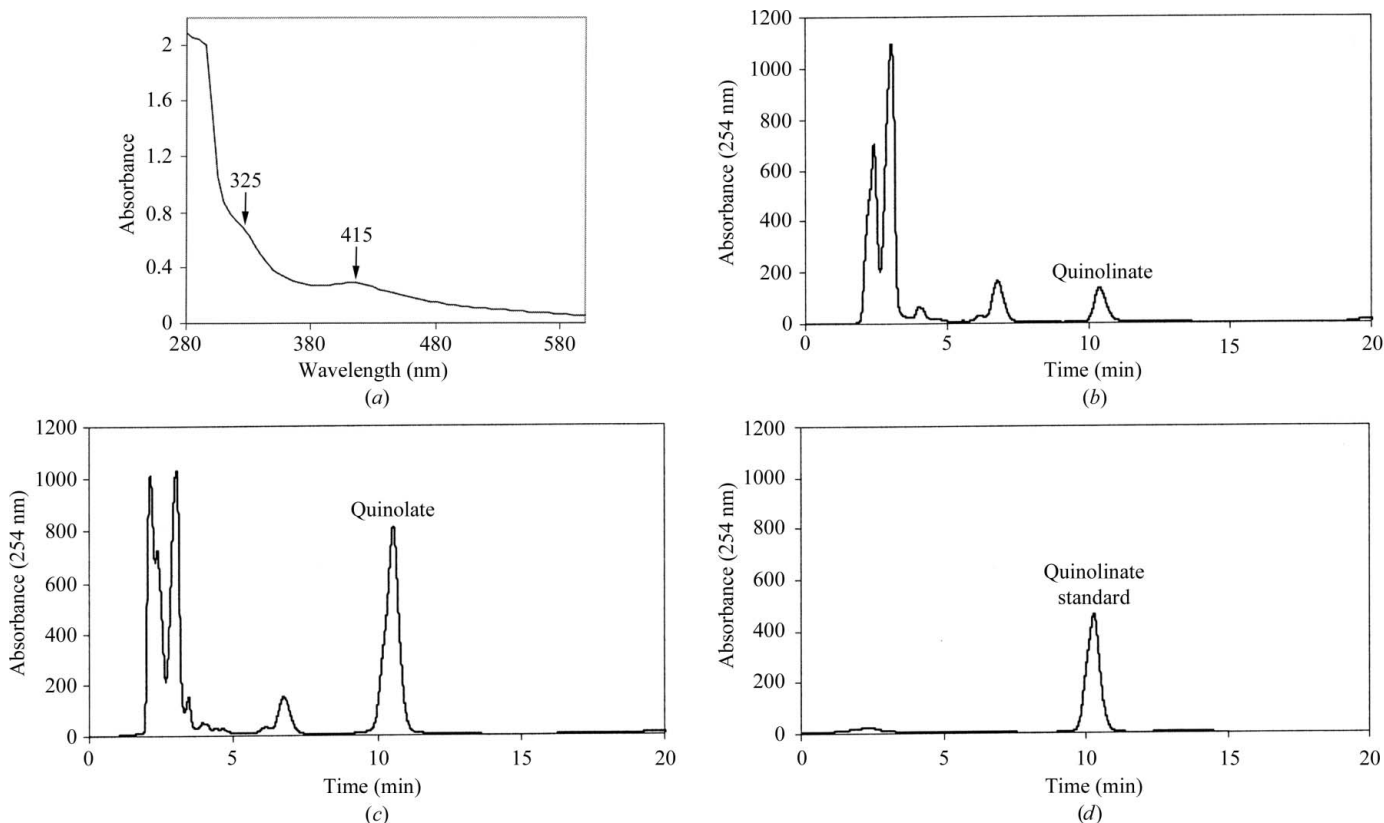 2
1.6
1.2
0.8
0.4
0
Absorbance
325
415
280 380 480 580
Wavelength (nm)
(a)
1200
1000
800
600
400
200
0
Absorbance (254 nm)
Quinolinate
0 5 10 15 20
Time (min)
(b)
1200
1000
800
600
400
200
0
Absorbance (254 nm)
Quinolate
0 5 10 15 20
Time (min)
(c)
1200
1000
800
600
400
200
0
Absorbance (254 nm)
Quinolinate
standard
0 5 10 15 20
Time (min)
(d)